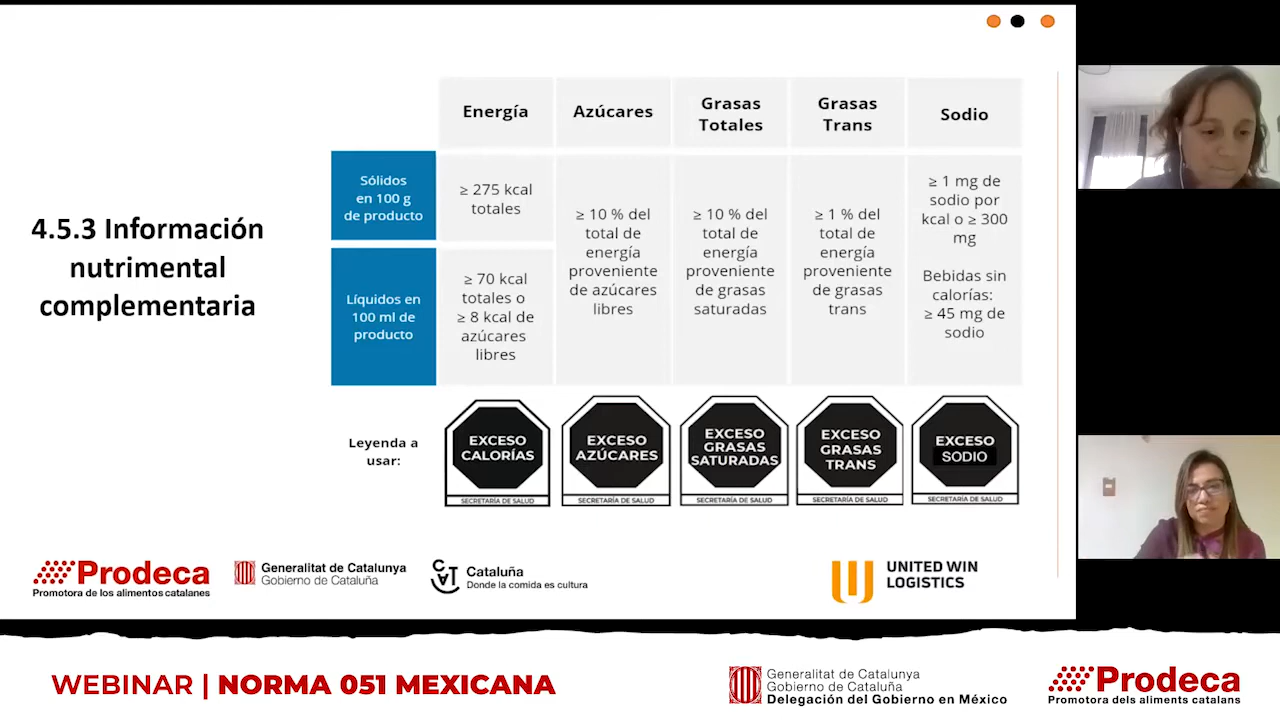 4.5.3 Información
nutrimental
complementaria
Energía
Azúcares
Grasas
Totales
Grasas
Trans
Sodio
Sólidos
en 100 g
de producto
≥ 275 kcal
totales
Líquidos en
100 ml de
producto
≥ 70 kcal
totales o
≥ 8 kcal de
azúcares
libres
≥ 10 % del
total de
energía
proveniente
de azúcares
libres
≥ 10 % del
total de
energía
proveniente
de grasas
saturadas
≥ 1 % del
total de
energía
proveniente
de grasas
trans
≥ 1 mg de
sodio por
kcal o ≥ 300
mg
Bebidas sin
calorías:
≥ 45 mg de
sodio
Leyenda a
usar:
EXCESO
CALORÍAS
SECRETARÍA DE SALUD
EXCESO
AZÚCARES
SECRETARÍA DE SALUD
EXCESO
GRASAS
SATURADAS
SECRETARÍA DE SALUD
EXCESO
GRASAS
TRANS
SECRETARÍA DE SALUD
EXCESO
SODIO
SECRETARÍA DE SALUD
Prodeca
Promotora de los alimentos catalanes
Generalitat de Catalunya
Gobierno de Cataluña
CAT
Cataluña
Donde la comida es cultura
UNITED WIN
LOGISTICS
WEBINAR | NORMA 051 MEXICANA
Generalitat de Catalunya
Gobierno de Cataluña
Delegación del Gobierno en México
Prodeca
Promotora dels aliments catalans